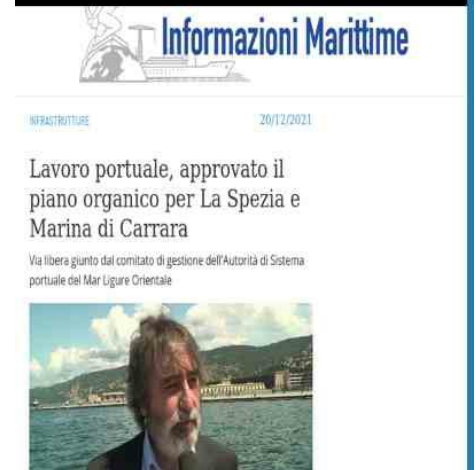 Informazioni Marittime
INFRASTRUTTURE 20/12/2021
Lavoro portuale, approvato il
piano organico per La Spezia e
Marina di Carrara
Via libera giunto dal comitato di gestione dell'Autorità di Sistema
portuale del Mar Ligure Orientale